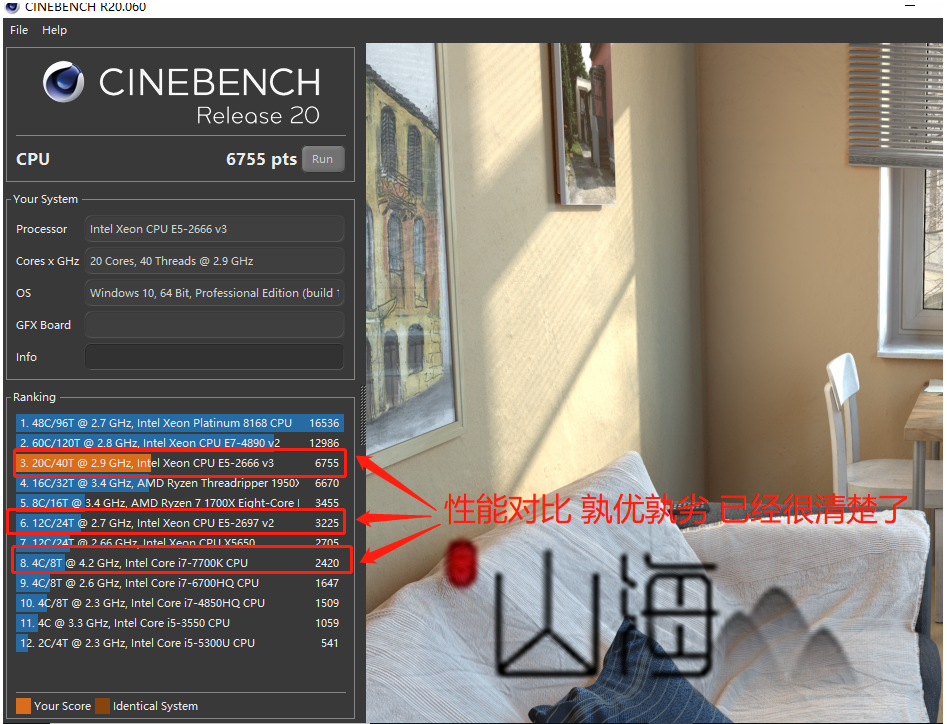 CINEBENCH R20.060
File Help
CINEBENCH
Release 20
CPU 6755 pts Run
Your System
Processor Intel Xeon CPU E5-2666 v3
Cores x GHz 20 Cores, 40 Threads @ 2.9 GHz
OS Windows 10, 64 Bit, Professional Edition (build
GFX Board
Info
Ranking
1. 48C/96T @ 2.7 GHz, Intel Xeon Platinum 8168 CPU 16536
2. 60C/120T @ 2.8 GHz, Intel Xeon CPU E7-4890 v2 12986
3. 20C/40T @ 2.9 GHz, Intel Xeon CPU E5-2666 v3 6755
4. 16C/32T @ 3.4 GHz, AMD Ryzen Threadripper 1950X 6670
5. 8C/16T @ 3.4 GHz, AMD Ryzen 7 1700X Eight-Core 3455
6. 12C/24T @ 2.7 GHz, Intel Xeon CPU E5-2697 v2 3225
7. 12C/24T @ 2.66 GHz, Intel Xeon CPU X5650 2705
8. 4C/8T @ 4.2 GHz, Intel Core i7-7700K CPU 2420
9. 4C/8T @ 2.6 GHz, Intel Core i7-6700HQ CPU 1647
10. 4C/8T @ 2.3 GHz, Intel Core i7-4850HQ CPU 1509
11. 4C @ 3.3 GHz, Intel Core i5-3550 CPU 1059
12. 2C/4T @ 2.3 GHz, Intel Core i5-5300U CPU 541
Your Score Identical System
性能对比 孰优孰劣 已经很清楚了
山海